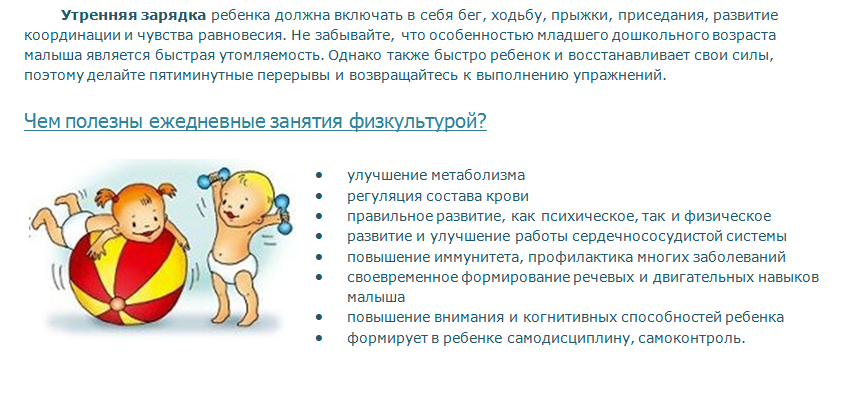 Утренняя зарядка ребенка должна включать в себя бег, ходьбу, прыжки, приседания, развитие
координации и чувства равновесия. Не забывайте, что особенностью младшего дошкольного возраста
малыша является быстрая утомляемость. Однако также быстро ребенок и восстанавливает свои силы,
поэтому делайте пятиминутные перерывы и возвращайтесь к выполнению упражнений.
Чем полезны ежедневные занятия физкультурой?
• улучшение метаболизма
• регуляция состава крови
• правильное развитие, как психическое, так и физическое
• развитие и улучшение работы сердечнососудистой системы
• повышение иммунитета, профилактика многих заболеваний
• своевременное формирование речевых и двигательных навыков
малыша
• повышение внимания и когнитивных способностей ребенка
• формирует в ребенке самодисциплину, самоконтроль.